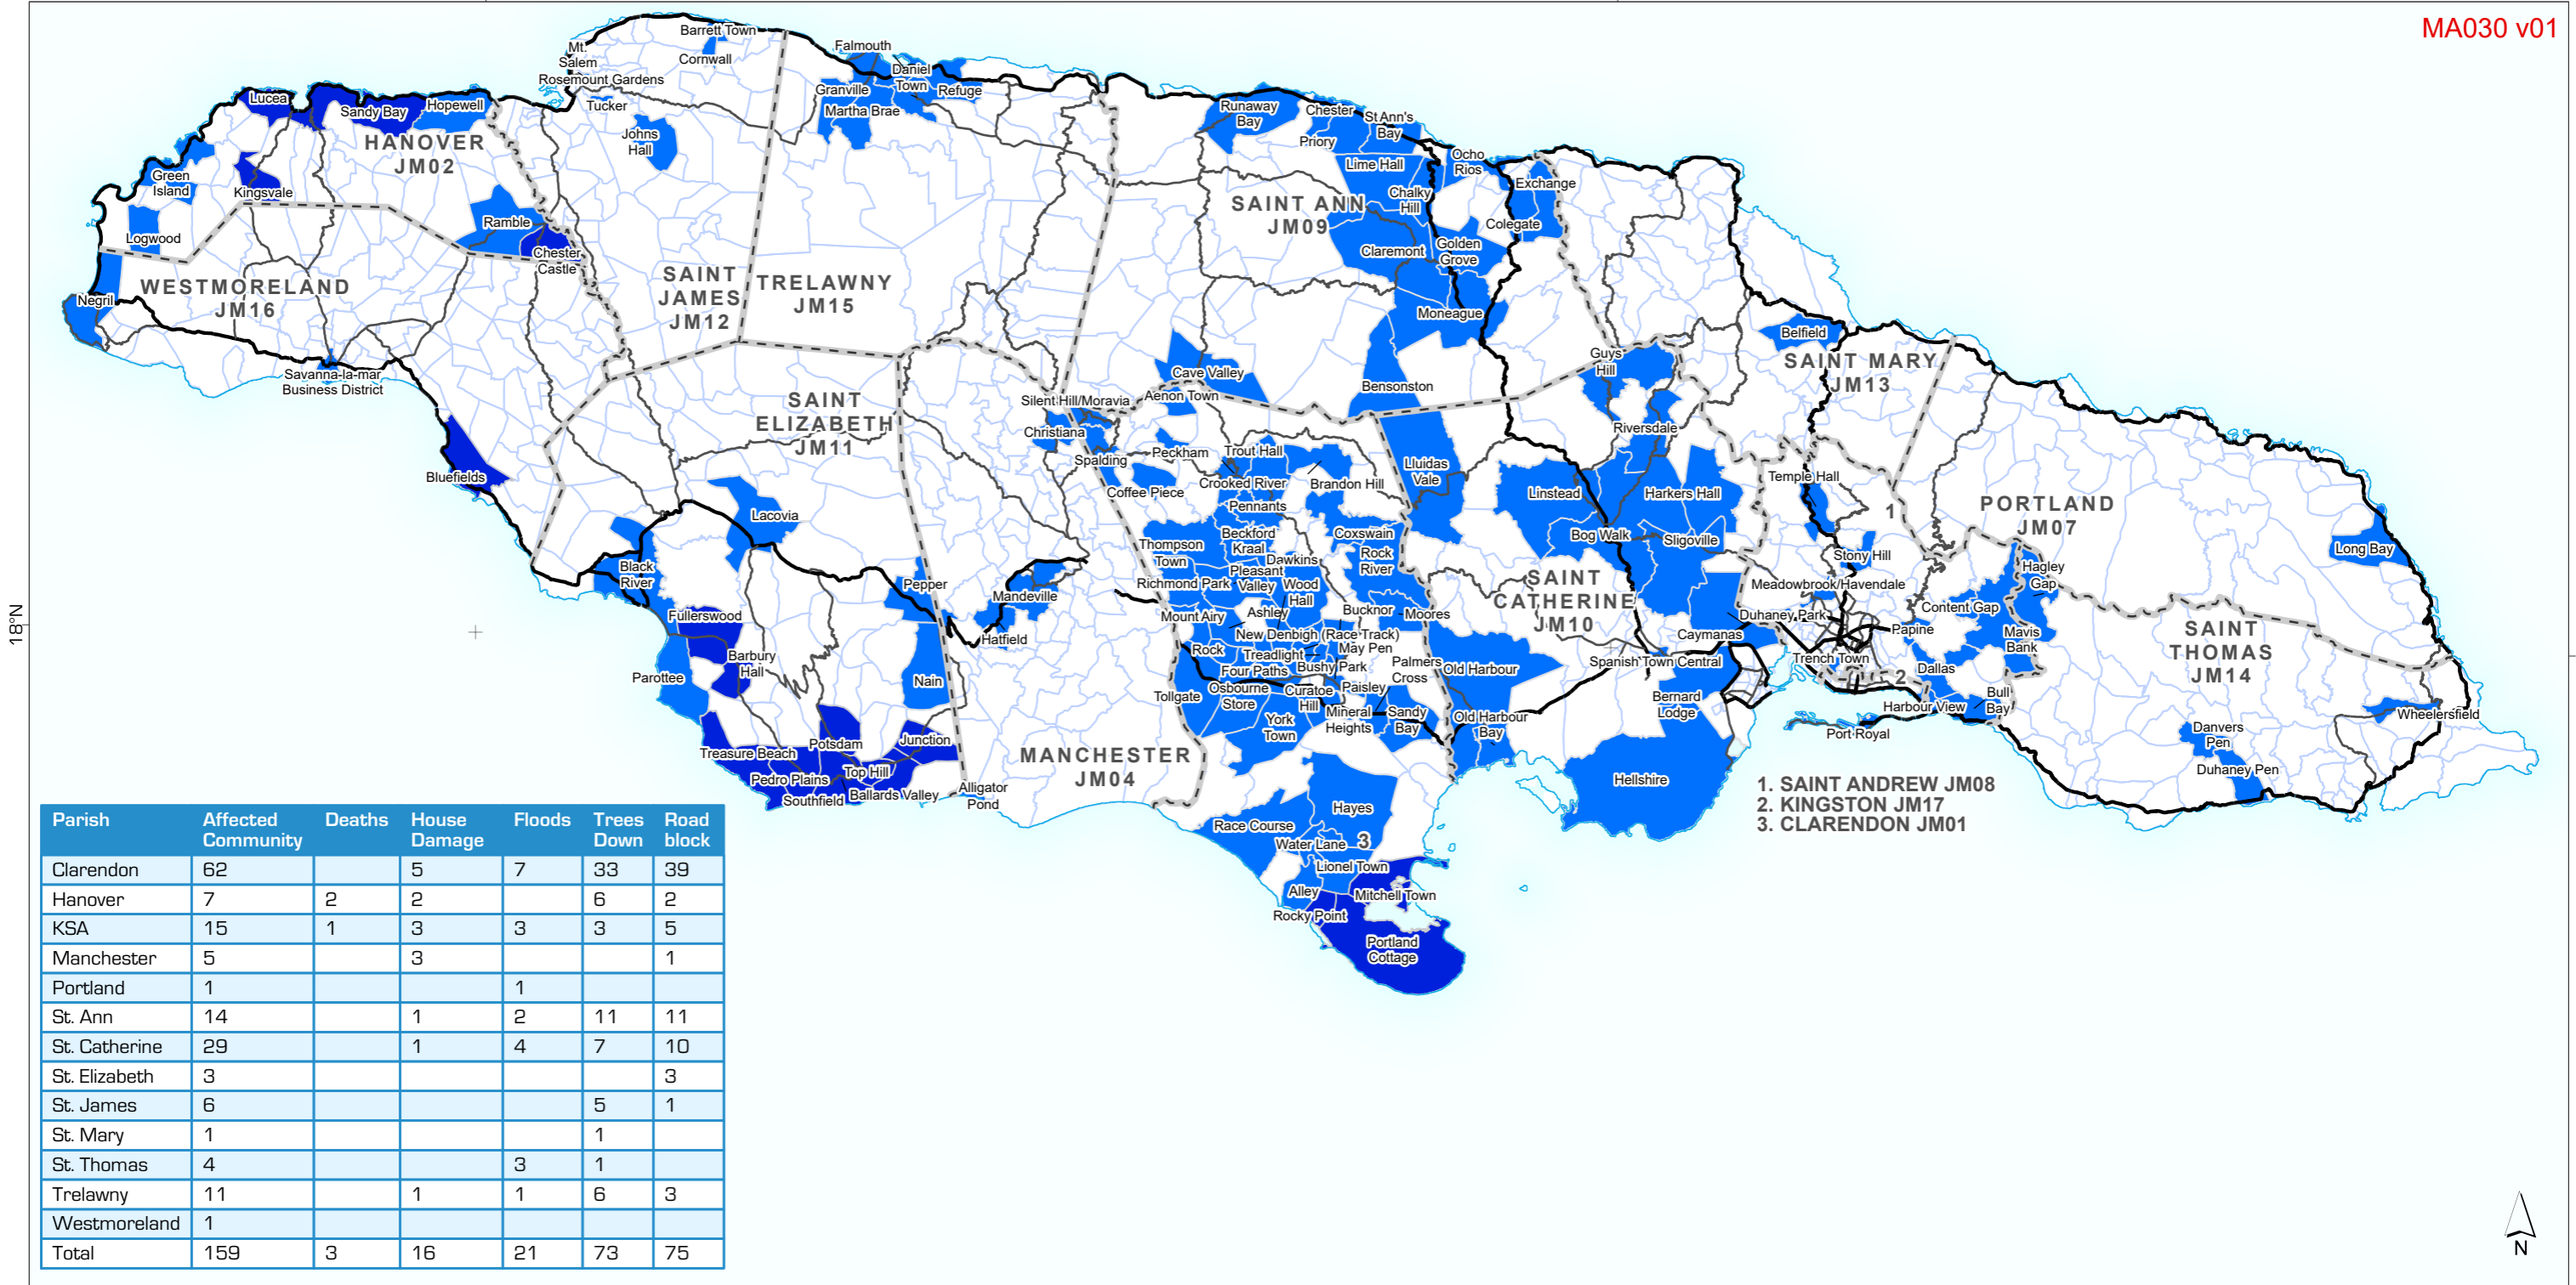 MA030 v01
Barrett Town
Cornwall
Mt.
Salem
Rosemount Gardens
Tucker
Johns
Hall
Falmouth
Daniel
Town
Granville
Refuge
Martha Brae
Lucea
Sandy Bay
Hopewell
HANOVER
JM02
Green
Island
Kingsvale
Logwood
Ramble
Chester
Castle
Negril
WESTMORELAND
JM16
Savanna-la-mar
Business District
Bluefields
SAINT
JAMES
JM12
TRELAWNY
JM15
Runaway
Bay
Chester
St Ann's
Bay
Priory
Lime Hall
Ocho
Rios
Exchange
Chalky
Hill
Colegate
SAINT ANN
JM09
Claremont
Golden
Grove
Moneague
Cave Valley
Bensonston
Aenon Town
Silent Hill/Moravia
Christiana
Spalding
SAINT
ELIZABETH
JM11
Lacovia
Black
River
Fullerswood
Barbury
Hall
Parottee
Pepper
Nain
Treasure Beach
Potsdam
Junction
Pedro Plains
Top Hill
Southfield
Ballards Valley
Alligator
Pond
Mandeville
Hatfield
MANCHESTER
JM04
Peckham
Trout Hall
Crooked River
Brandon Hill
Coffee Piece
Pennants
Thompson
Town
Beckford
Kraal
Coxswain
Dawkins
Rock
River
Pleasant
Valley
Richmond Park
Wood
Hall
Mount Airy
Ashley
Bucknor
Moores
New Denbigh (Race Track)
Rock
Treadlight
May Pen
Four Paths
Bushy Park
Palmers
Cross
Tollgate
Osbourne
Store
Curatoe
Hill
Paisley
York
Town
Mineral
Heights
Sandy
Bay
Hayes
Race Course
Water Lane
3
Lionel Town
Alley
Mitchell Town
Rocky Point
Portland
Cottage
Guys
Hill
Riversdale
Lluidas
Vale
Linstead
Harkers Hall
Bog Walk
Sligoville
SAINT
CATHERINE
JM10
Old Harbour
Old Harbour
Bay
Spanish Town Central
Caymanas
Bernard
Lodge
Hellshire
Belfield
SAINT MARY
JM13
Temple Hall
1
Stony Hill
Meadowbrook/Havendale
Duhaney Park
Papine
Trench Town
2
Dallas
Content Gap
Hagley
Gap
Mavis
Bank
Bull
Bay
Harbour View
Port Royal
PORTLAND
JM07
Long Bay
SAINT
THOMAS
JM14
Wheelersfield
Danvers
Pen
Duhaney Pen
1. SAINT ANDREW JM08
2. KINGSTON JM17
3. CLARENDON JM01
18°N
Parish Affected Community Deaths House Damage Floods Trees Down Road block
Clarendon 62 5 7 33 39
Hanover 7 2 2 6 2
KSA 15 1 3 3 3 5
Manchester 5 3 1
Portland 1 1
St. Ann 14 1 2 11 11
St. Catherine 29 1 4 7 10
St. Elizabeth 3 3
St. James 6 5 1
St. Mary 1 1
St. Thomas 4 3 1
Trelawny 11 1 1 6 3
Westmoreland 1
Total 159 3 16 21 73 75
N